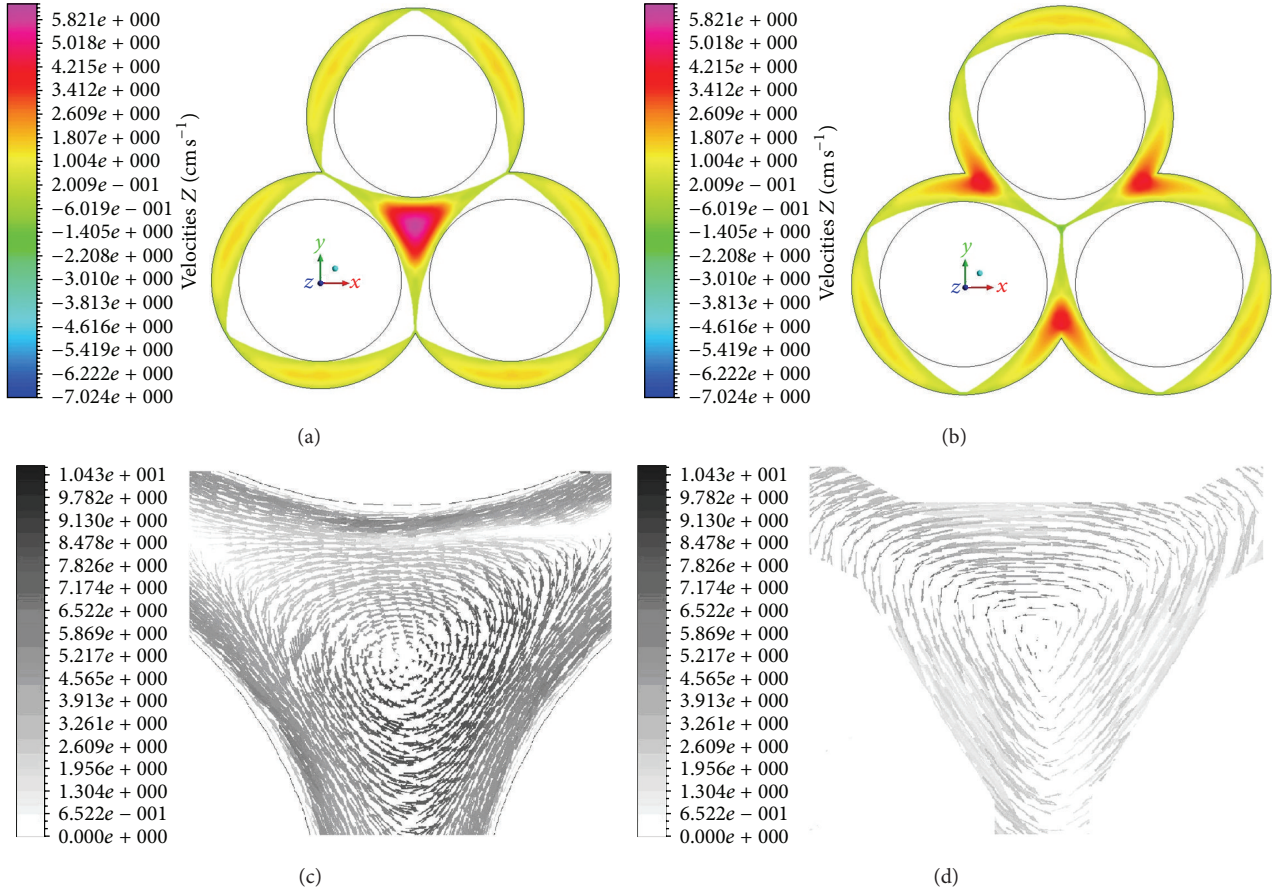 5.821e + 000
5.018e + 000
4.215e + 000
3.412e + 000
2.609e + 000
1.807e + 000
1.004e + 000
2.009e − 001
−6.019e − 001
−1.405e + 000
−2.208e + 000
−3.010e + 000
−3.813e + 000
−4.616e + 000
−5.419e + 000
−6.222e + 000
−7.024e + 000
Velocities Z (cm s⁻¹)
y
z
x
(a)
5.821e + 000
5.018e + 000
4.215e + 000
3.412e + 000
2.609e + 000
1.807e + 000
1.004e + 000
2.009e − 001
−6.019e − 001
−1.405e + 000
−2.208e + 000
−3.010e + 000
−3.813e + 000
−4.616e + 000
−5.419e + 000
−6.222e + 000
−7.024e + 000
Velocities Z (cm s⁻¹)
y
z
x
(b)
1.043e + 001
9.782e + 000
9.130e + 000
8.478e + 000
7.826e + 000
7.174e + 000
6.522e + 000
5.869e + 000
5.217e + 000
4.565e + 000
3.913e + 000
3.261e + 000
2.609e + 000
1.956e + 000
1.304e + 000
6.522e − 001
0.000e + 000
(c)
1.043e + 001
9.782e + 000
9.130e + 000
8.478e + 000
7.826e + 000
7.174e + 000
6.522e + 000
5.869e + 000
5.217e + 000
4.565e + 000
3.913e + 000
3.261e + 000
2.609e + 000
1.956e + 000
1.304e + 000
6.522e − 001
0.000e + 000
(d)